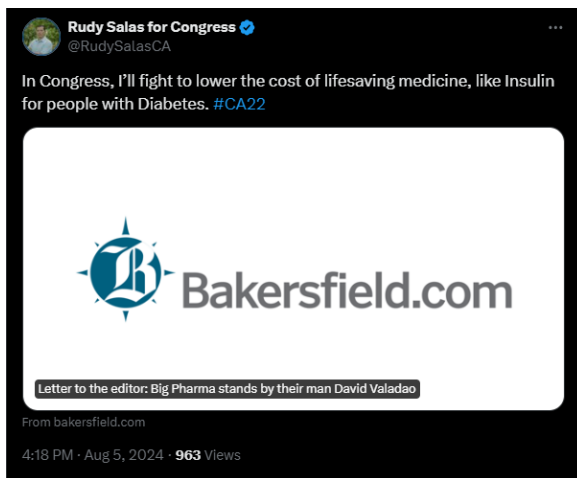 Rudy Salas for Congress
@RudySalasCA
In Congress, I'll fight to lower the cost of lifesaving medicine, like Insulin
for people with Diabetes. #CA22
B
Bakersfield.com
Letter to the editor: Big Pharma stands by their man David Valadao
From bakersfield.com
4:18 PM · Aug 5, 2024 · 963 Views